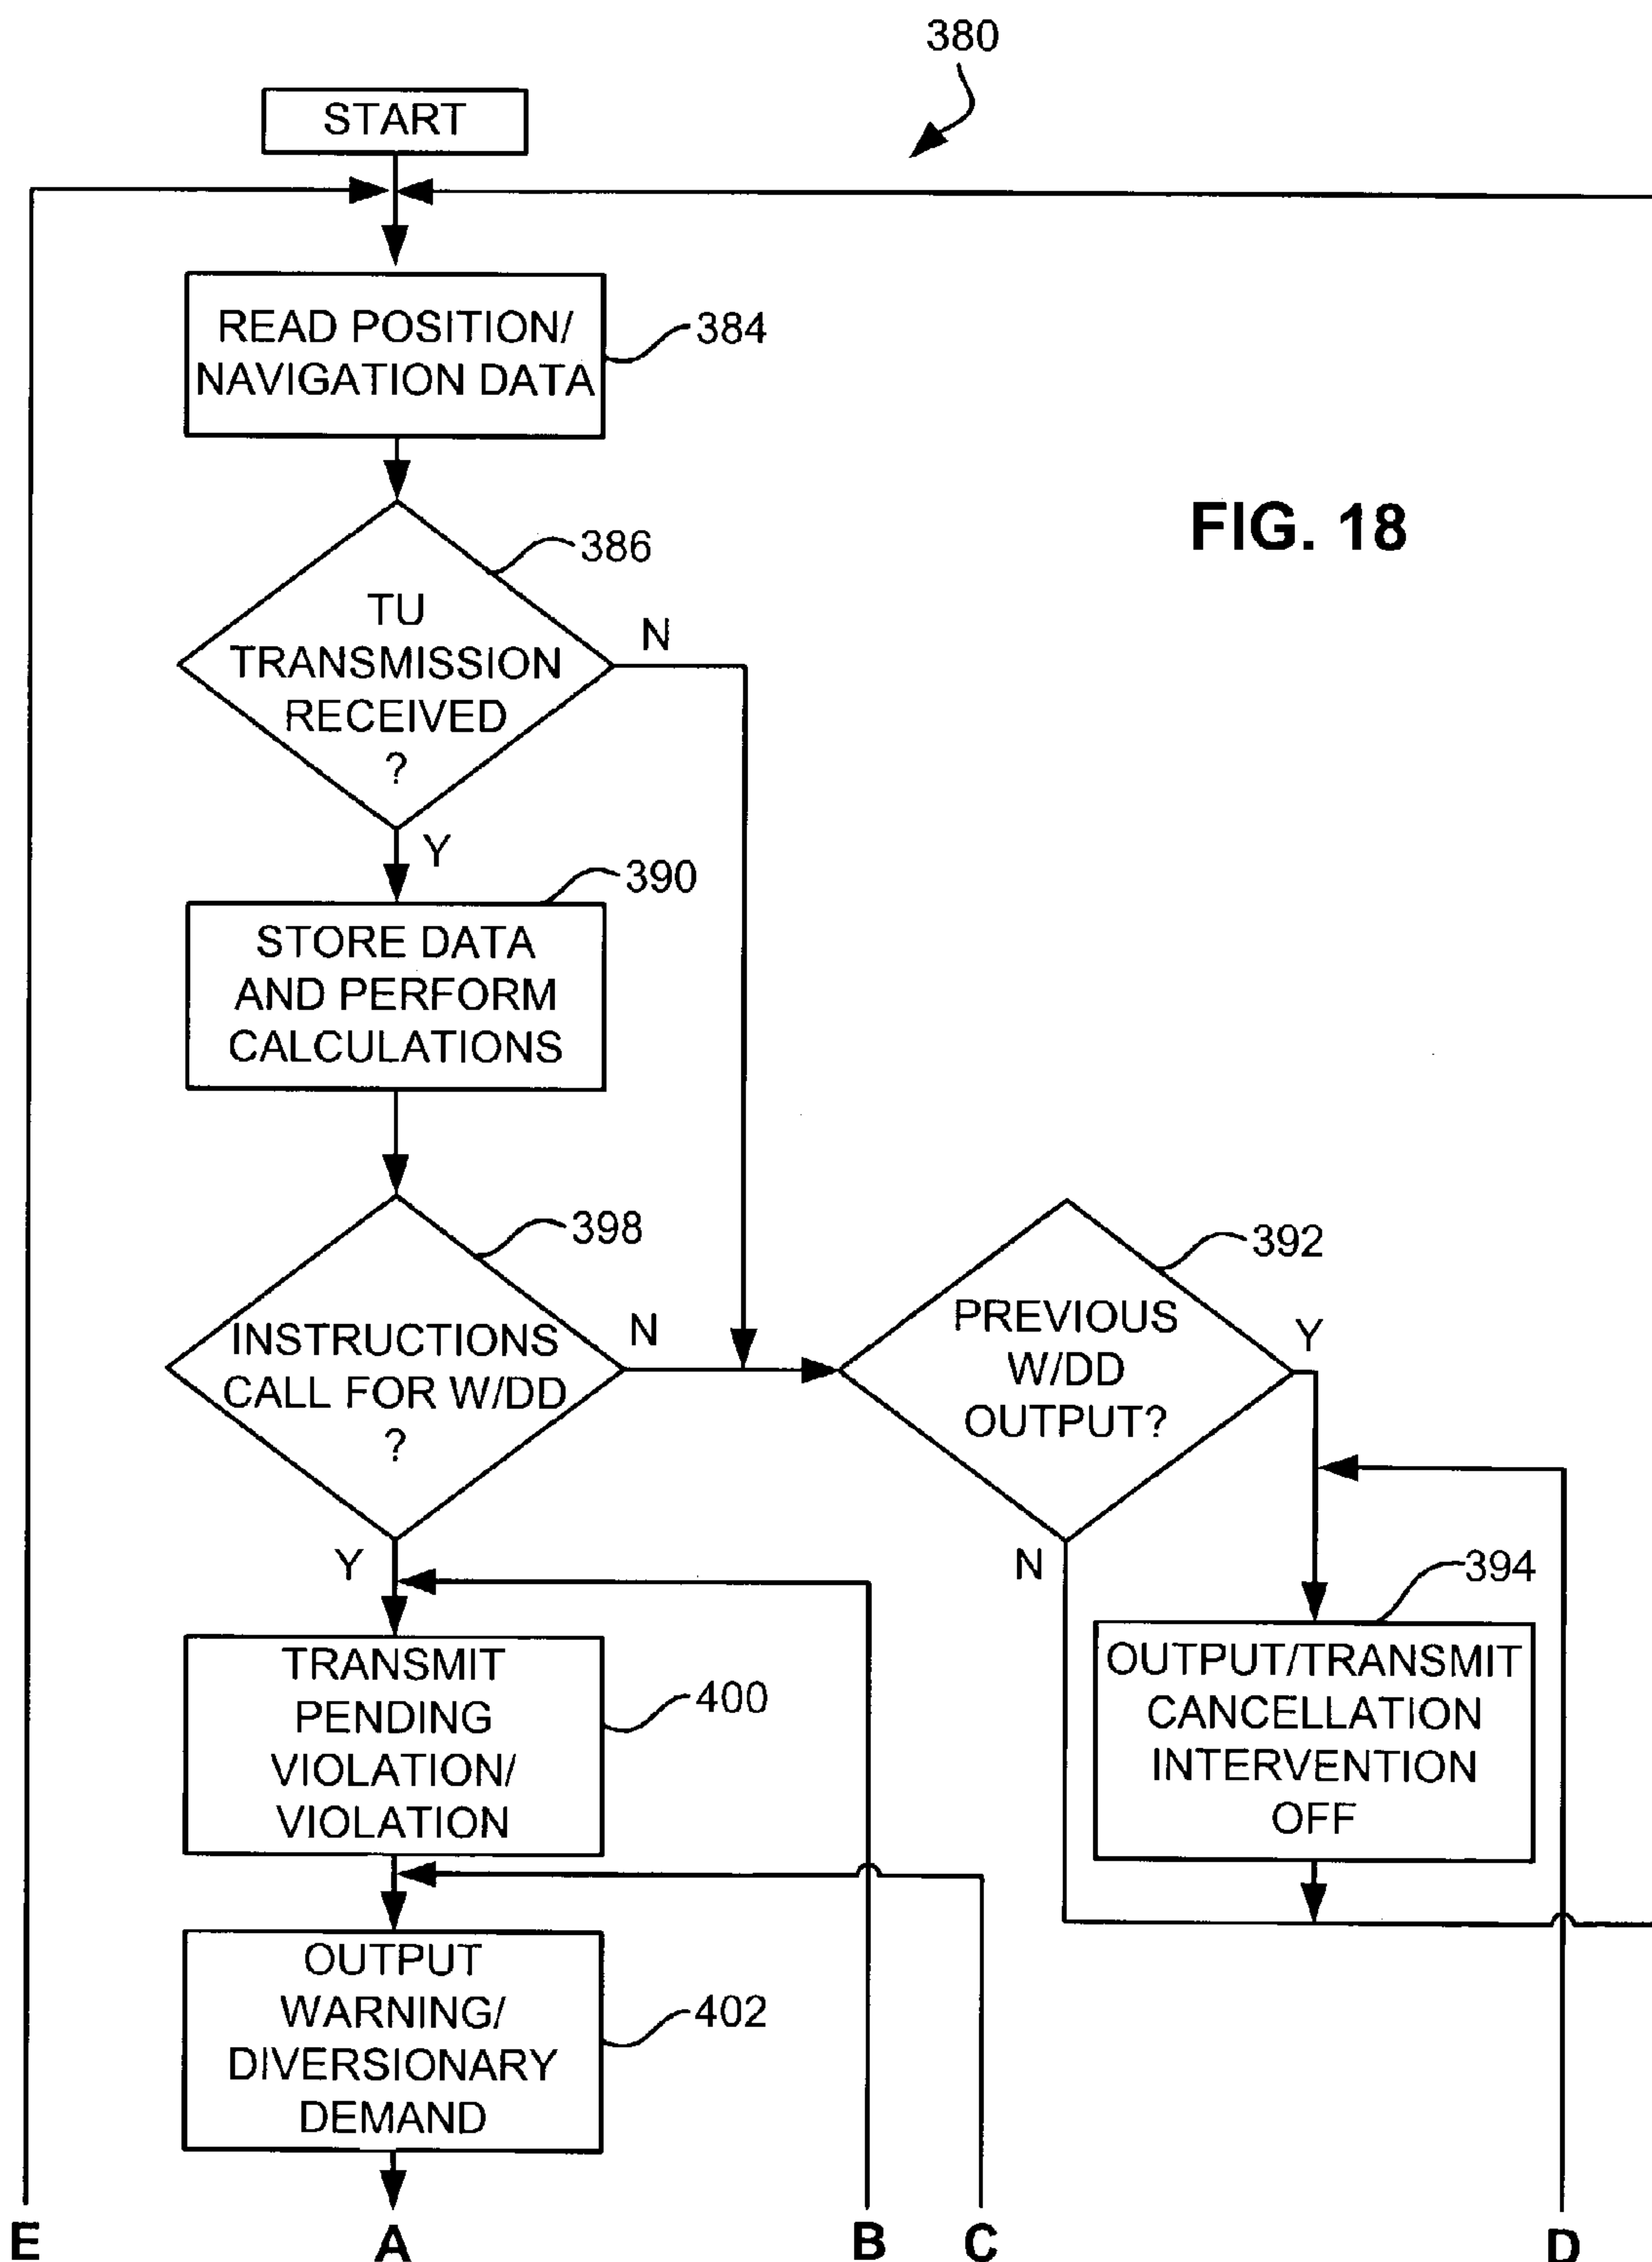 380
START
READ POSITION/
NAVIGATION DATA
384
FIG. 18
386
TU
TRANSMISSION
RECEIVED
?
N
Y
390
STORE DATA
AND PERFORM
CALCULATIONS
398
INSTRUCTIONS
CALL FOR W/DD
?
N
Y
392
PREVIOUS
W/DD
OUTPUT?
Y
N
394
OUTPUT/TRANSMIT
CANCELLATION
INTERVENTION
OFF
TRANSMIT
PENDING
VIOLATION/
VIOLATION
400
OUTPUT
WARNING/
DIVERSIONARY
DEMAND
402
E
A
B
C
D